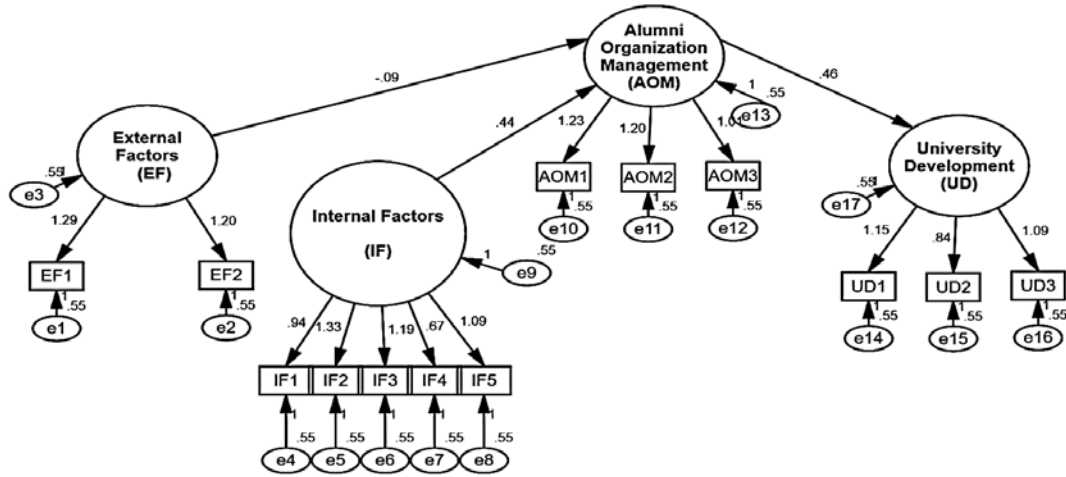 Alumni
Organization
Management
(AOM)
-.09
.46
1
.55
e13
External
Factors
(EF)
.44
1.23
1.20
1.01
University
Development
(UD)
.55
1
e3
AOM1
AOM2
AOM3
.55
1
e17
1.29
1.20
Internal Factors
(IF)
1
.55
1
.55
1
.55
e10
e11
e12
1.15
.84
1.09
1
.55
e9
EF1
EF2
UD1
UD2
UD3
1
.55
1
.55
1
.55
1
.55
1
.55
e1
e2
e14
e15
e16
.94
1.33
1.19
.67
1.09
IF1
IF2
IF3
IF4
IF5
1
.55
1
.55
1
.55
1
.55
1
.55
e4
e5
e6
e7
e8